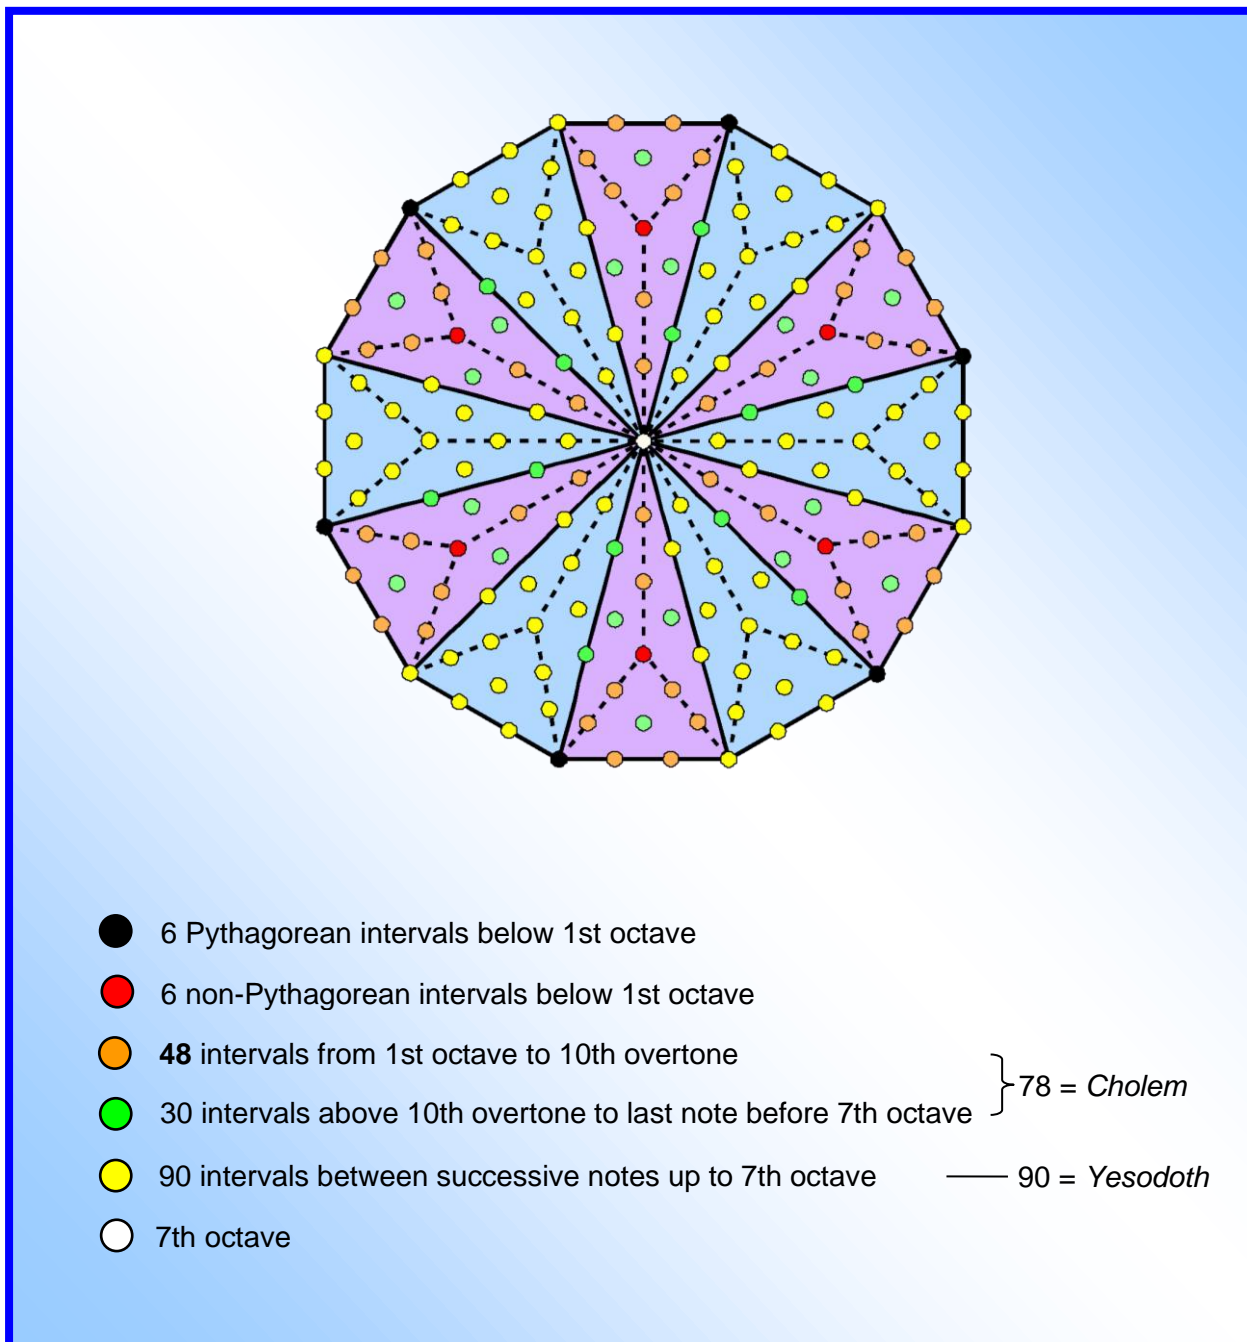 6 Pythagorean intervals below 1st octave
6 non-Pythagorean intervals below 1st octave
48 intervals from 1st octave to 10th overtone
78 = Cholem
30 intervals above 10th overtone to last note before 7th octave
90 intervals between successive notes up to 7th octave —— 90 = Yesodoth
7th octave